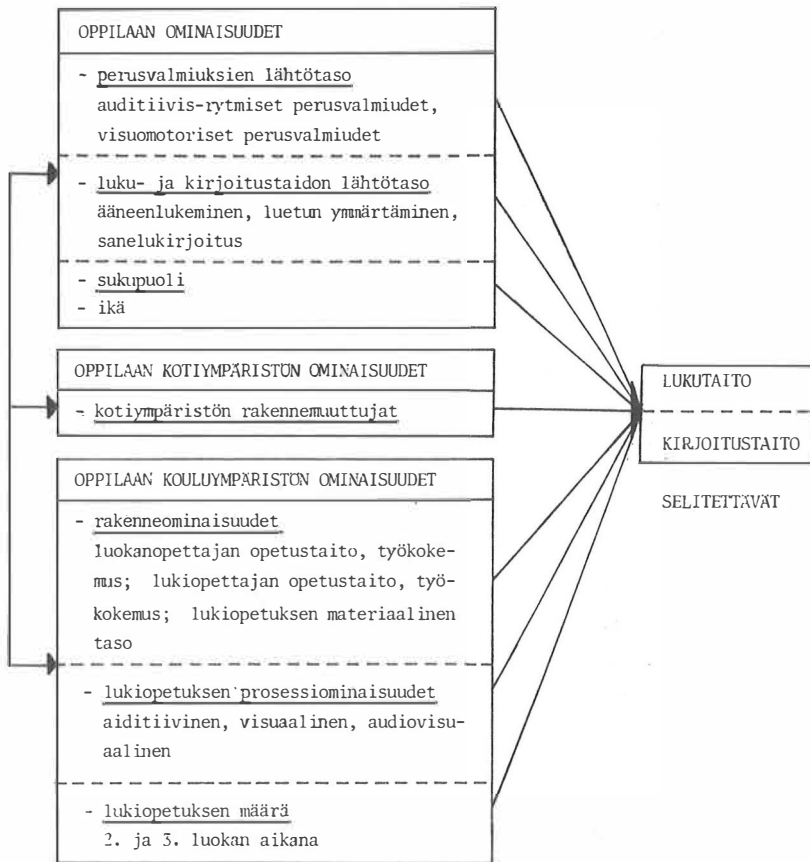 OPPILAAN OMINAISUUDET
- perusvalmiuksien lähtötaso
auditiivis-rytmiset perusvalmiudet,
visuomotoriset perusvalmiudet
- luku- ja kirjoitustaidon lähtötaso
ääneenlukeminen, luetun ymmärtäminen,
sanelukirjoitus
- sukupuoli
- ikä
OPPILAAN KOTIYMPÄRISTÖN OMINAISUUDET
- kotiympäristön rakennemuuttujat
OPPILAAN KOULUYMPÄRISTÖN OMINAISUUDET
- rakenneominaisuudet
luokanopettajan opetustaito, työkoke-
mus; lukiopettajan opetustaito, työ-
kokemus; lukiopetuksen materiaalinen
taso
- lukiopetuksen prosessiominaisuudet
aiditiivinen, visuaalinen, audiovisu-
aalinen
- lukiopetuksen määrä
2. ja 3. luokan aikana
LUKUTAITO
KIRJOITUSTAITO
SELITETTÄVÄT